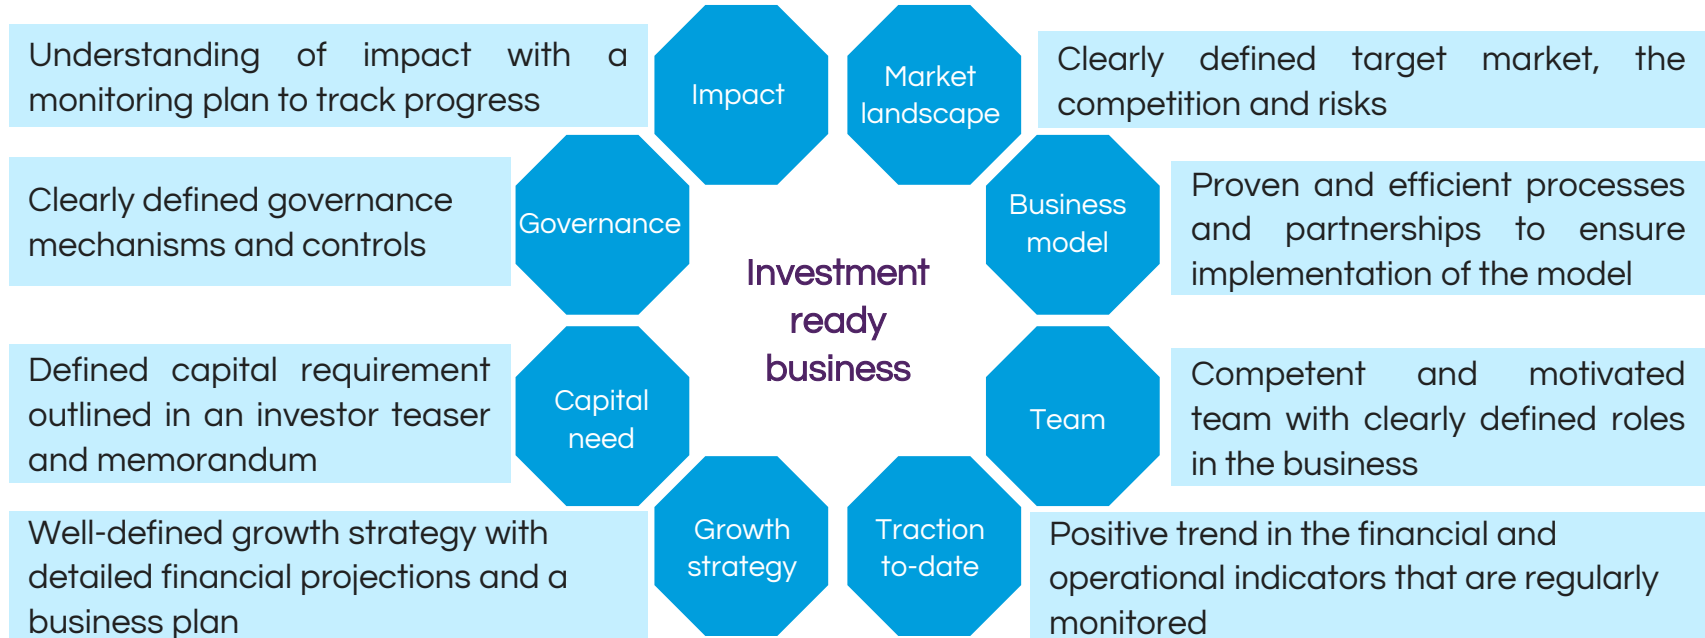 Understanding of impact with a
monitoring plan to track progress
Impact
Market
landscape
Clearly defined target market, the
competition and risks
Clearly defined governance
mechanisms and controls
Governance
Business
model
Proven and efficient processes
and partnerships to ensure
implementation of the model
Investment
ready
business
Defined capital requirement
outlined in an investor teaser
and memorandum
Capital
need
Team
Competent and motivated
team with clearly defined roles
in the business
Well-defined growth strategy with
detailed financial projections and a
business plan
Growth
strategy
Traction
to-date
Positive trend in the financial and
operational indicators that are regularly
monitored